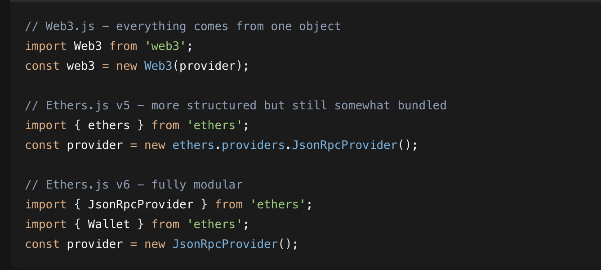 // Web3.js – everything comes from one object
import Web3 from 'web3';
const web3 = new Web3(provider);
// Ethers.js v5 – more structured but still somewhat bundled
import { ethers } from 'ethers';
const provider = new ethers.providers.JsonRpcProvider();
// Ethers.js v6 – fully modular
import { JsonRpcProvider } from 'ethers';
import { Wallet } from 'ethers';
const provider = new JsonRpcProvider();